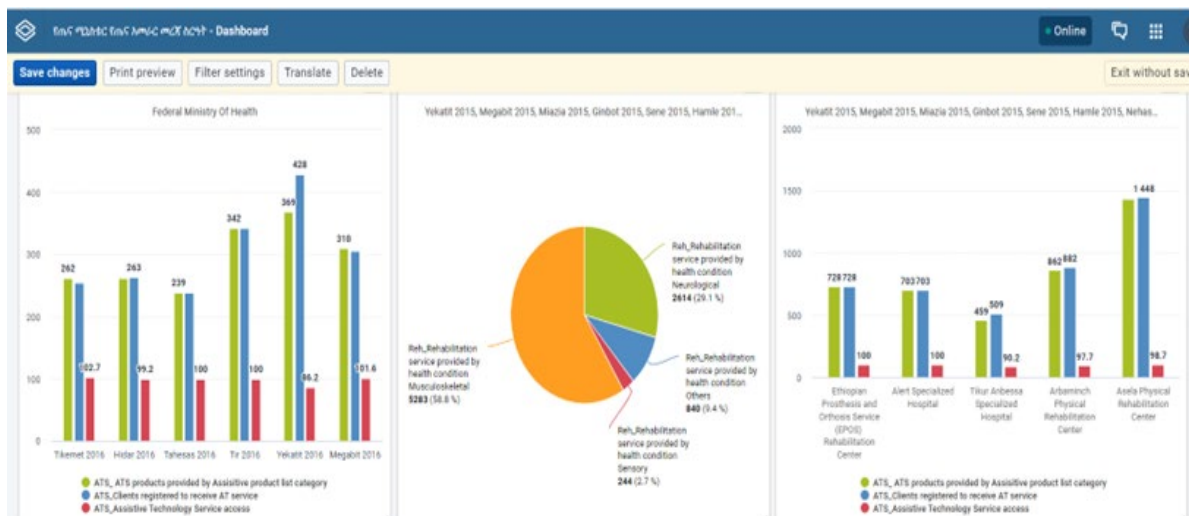 የጤና ሚኒስቴር የጤና አመራር መረጃ ስርዓት - Dashboard
Online
Save changes
Print preview
Filter settings
Translate
Delete
Exit without sav
Federal Ministry Of Health
500
400
300
200
100
0
262
102.7
263
99.2
239
100
342
100
369
428
86.2
310
101.6
Tikemet 2016
Hidar 2016
Tahesas 2016
Tir 2016
Yekatit 2016
Megabit 2016
ATS_ ATS products provided by Assisitive product list category
ATS_Clients registered to receive AT service
ATS_Assistive Technology Service access
Yekatit 2015, Megabit 2015, Miazia 2015, Ginbot 2015, Sene 2015, Hamle 201...
Reh_Rehabilitation
service provided by
health condition
Neurological
2614 (29.1 %)
Reh_Rehabilitation
service provided by
health condition
Others
840 (9.4 %)
Reh_Rehabilitation
service provided by
health condition
Sensory
244 (2.7 %)
Reh_Rehabilitation
service provided by
health condition
Musculoskeletal
5283 (58.8 %)
Yekatit 2015, Megabit 2015, Miazia 2015, Ginbot 2015, Sene 2015, Hamle 2015, Nehas...
2000
1500
1000
500
0
728 728
100
703 703
100
459 509
90.2
862 882
97.7
1 448
98.7
Ethiopian
Prosthesis and
Orthosis Service
(EPOS)
Rehabilitation
Center
Alert Specialized
Hospital
Tikur Anbessa
Specialized
Hospital
Arbaminch
Physical
Rehabilitation
Center
Asela Physical
Rehabilitation
Center
ATS_ ATS products provided by Assisitive product list category
ATS_Clients registered to receive AT service
ATS_Assistive Technology Service access